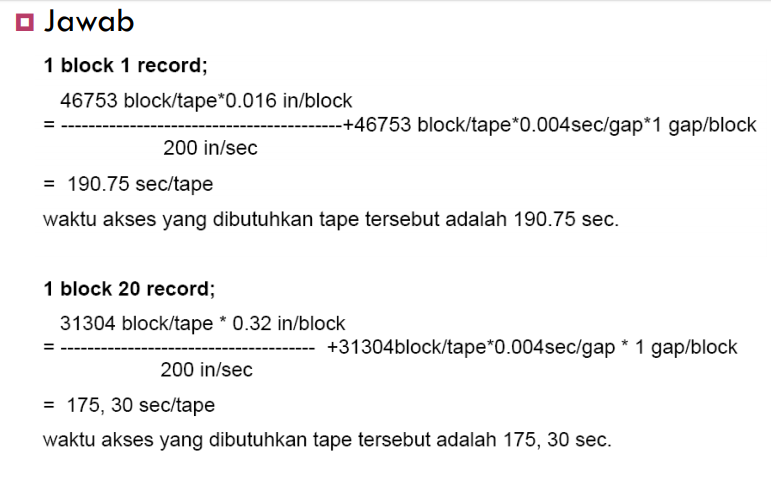 Jawab
1 block 1 record;
46753 block/tape*0.016 in/block
= -----------------------------------------+46753 block/tape*0.004sec/gap*1 gap/block
200 in/sec
= 190.75 sec/tape
waktu akses yang dibutuhkan tape tersebut adalah 190.75 sec.
1 block 20 record;
31304 block/tape * 0.32 in/block
= ------------------------------------- +31304block/tape*0.004sec/gap * 1 gap/block
200 in/sec
= 175, 30 sec/tape
waktu akses yang dibutuhkan tape tersebut adalah 175, 30 sec.